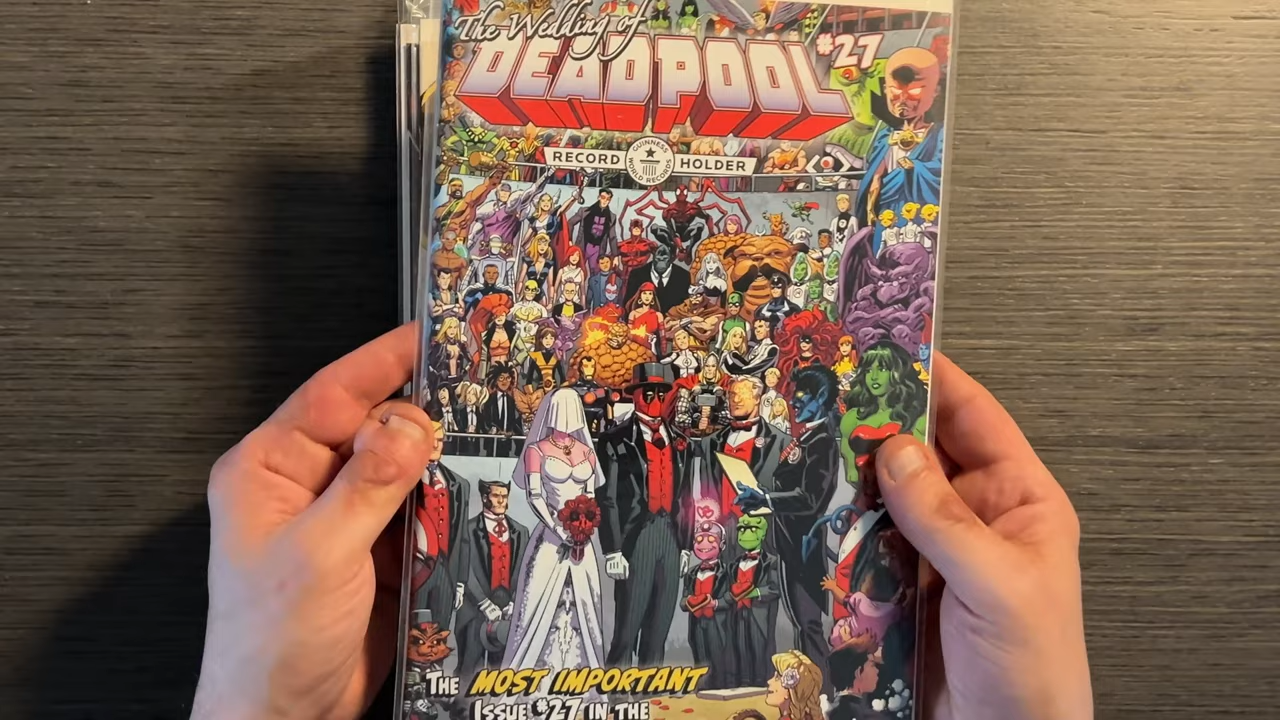 The Wedding of
DEADPOOL #27
RECORD HOLDER
GUINNESS WORLD RECORDS
THE MOST IMPORTANT
ISSUE #27 IN THE